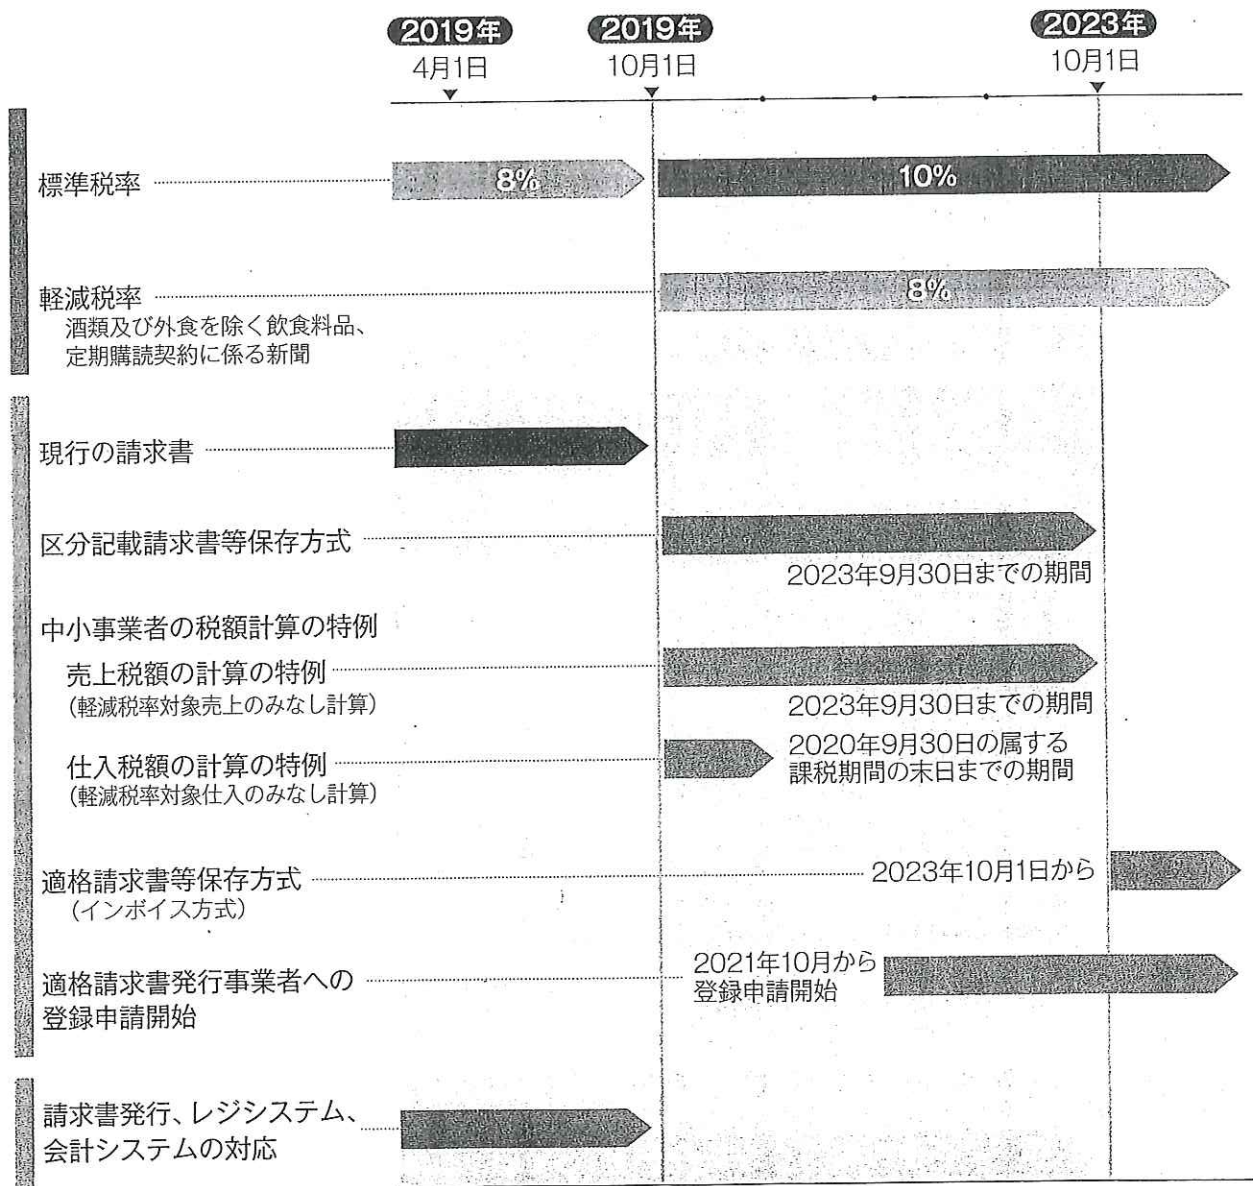 2019年
4月1日
2019年
10月1日
2023年
10月1日
標準税率
8%
10%
軽減税率
8%
酒類及び外食を除く飲食料品、
定期購読契約に係る新聞
現行の請求書
区分記載請求書等保存方式
2023年9月30日までの期間
中小事業者の税額計算の特例
売上税額の計算の特例
(軽減税率対象売上のみなし計算)
2023年9月30日までの期間
仕入税額の計算の特例
(軽減税率対象仕入のみなし計算)
2020年9月30日の属する
課税期間の末日までの期間
適格請求書等保存方式
(インボイス方式)
2023年10月1日から
適格請求書発行事業者への
登録申請開始
2021年10月から
登録申請開始
請求書発行、レジシステム、
会計システムの対応